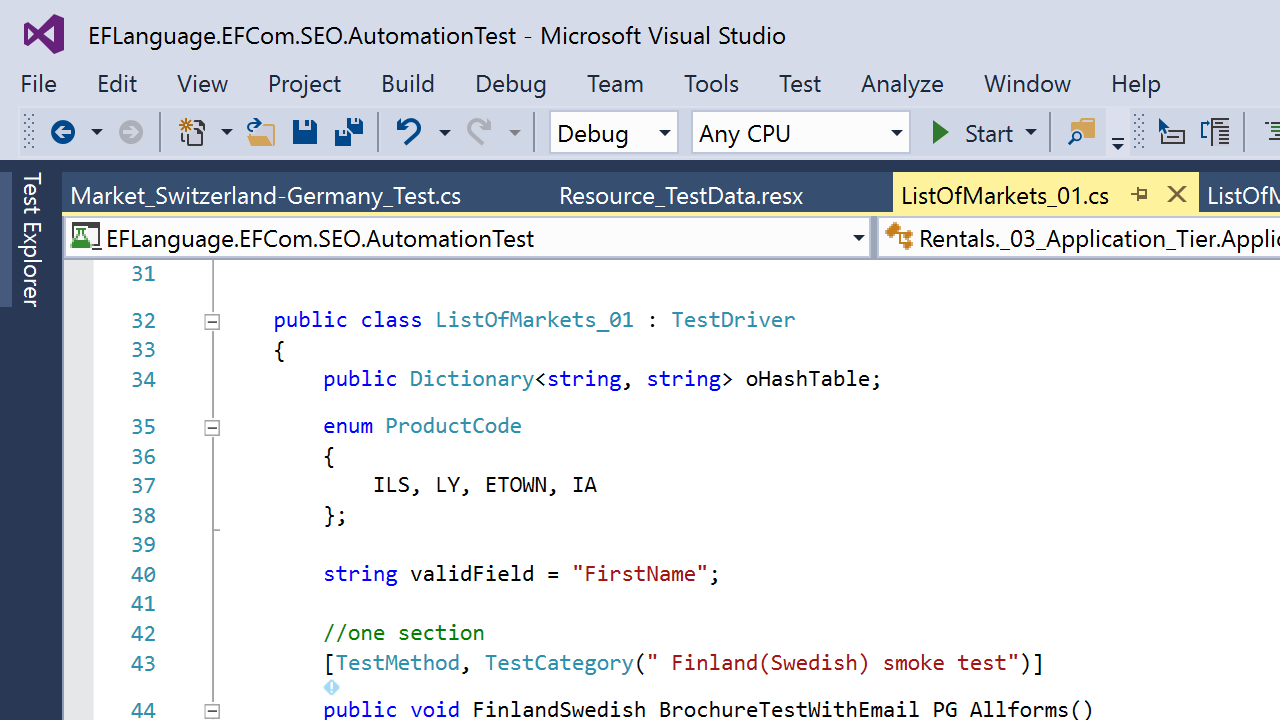 EFLanguage.EFCom.SEO.AutomationTest - Microsoft Visual Studio
File Edit View Project Build Debug Team Tools Test Analyze Window Help
Debug Any CPU Start
Test Explorer
Market_Switzerland-Germany_Test.cs Resource_TestData.resx ListOfMarkets_01.cs ListOfM
EFLanguage.EFCom.SEO.AutomationTest Rentals._03_Application_Tier.Applic
31
32 public class ListOfMarkets_01 : TestDriver
33 {
34 public Dictionary<string, string> oHashTable;
35 enum ProductCode
36 {
37 ILS, LY, ETOWN, IA
38 };
39
40 string validField = "FirstName";
41
42 //one section
43 [TestMethod, TestCategory(" Finland(Swedish) smoke test")]
44 public void FinlandSwedish_BrochureTestWithEmail_PG_Allforms()